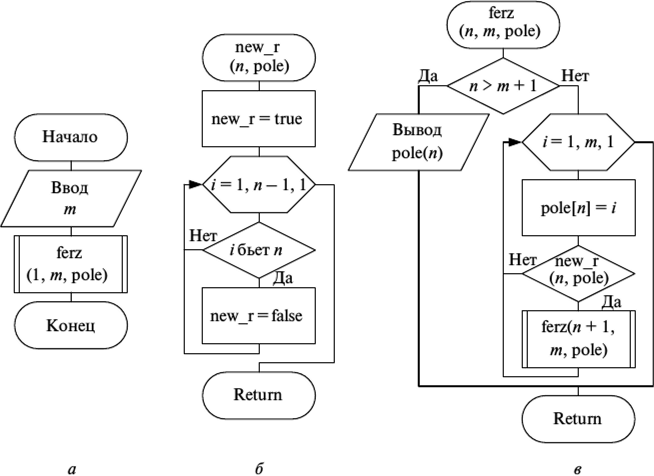 Начало
Ввод
m
ferz
(1, m, pole)
Конец
а
new_r
(n, pole)
new_r = true
i = 1, n – 1, 1
Нет
i бьет n
Да
new_r = false
Return
б
ferz
(n, m, pole)
Да
n > m + 1
Нет
Вывод
pole(n)
i = 1, m, 1
pole[n] = i
Нет
new_r
(n, pole)
Да
ferz(n + 1,
m, pole)
Return
в